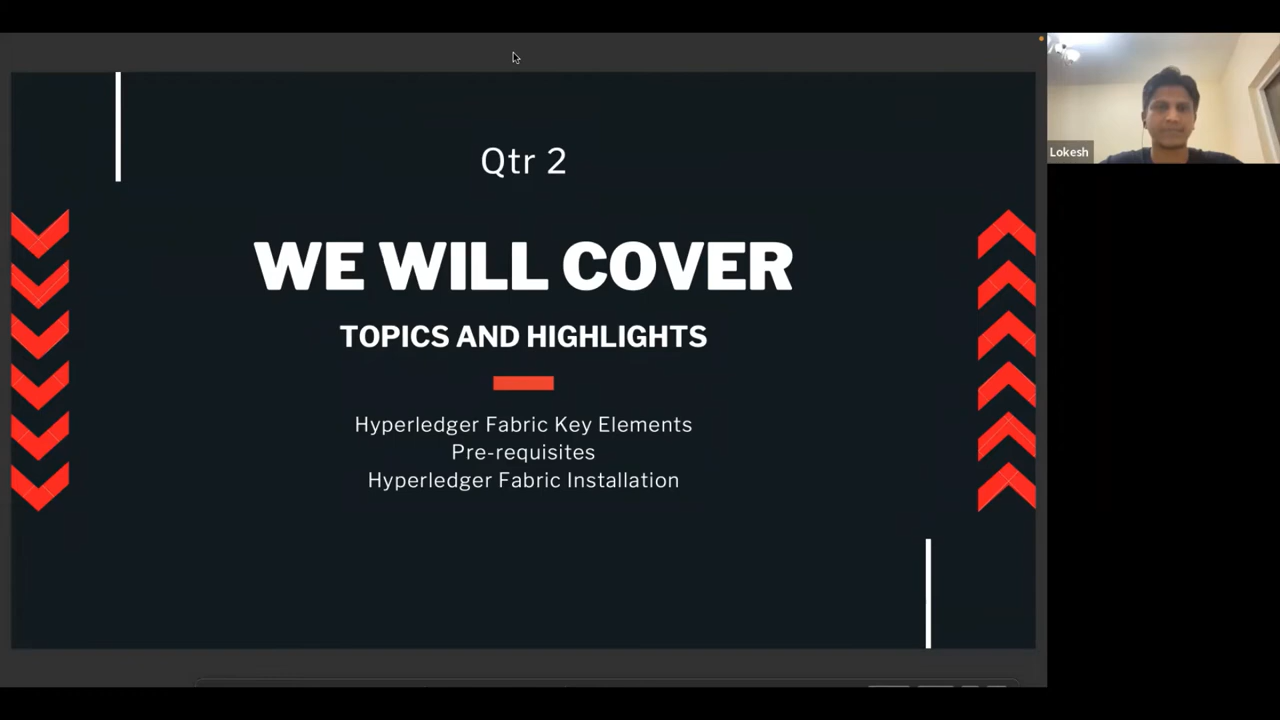 Qtr 2
WE WILL COVER
TOPICS AND HIGHLIGHTS
Hyperledger Fabric Key Elements
Pre-requisites
Hyperledger Fabric Installation
Lokesh